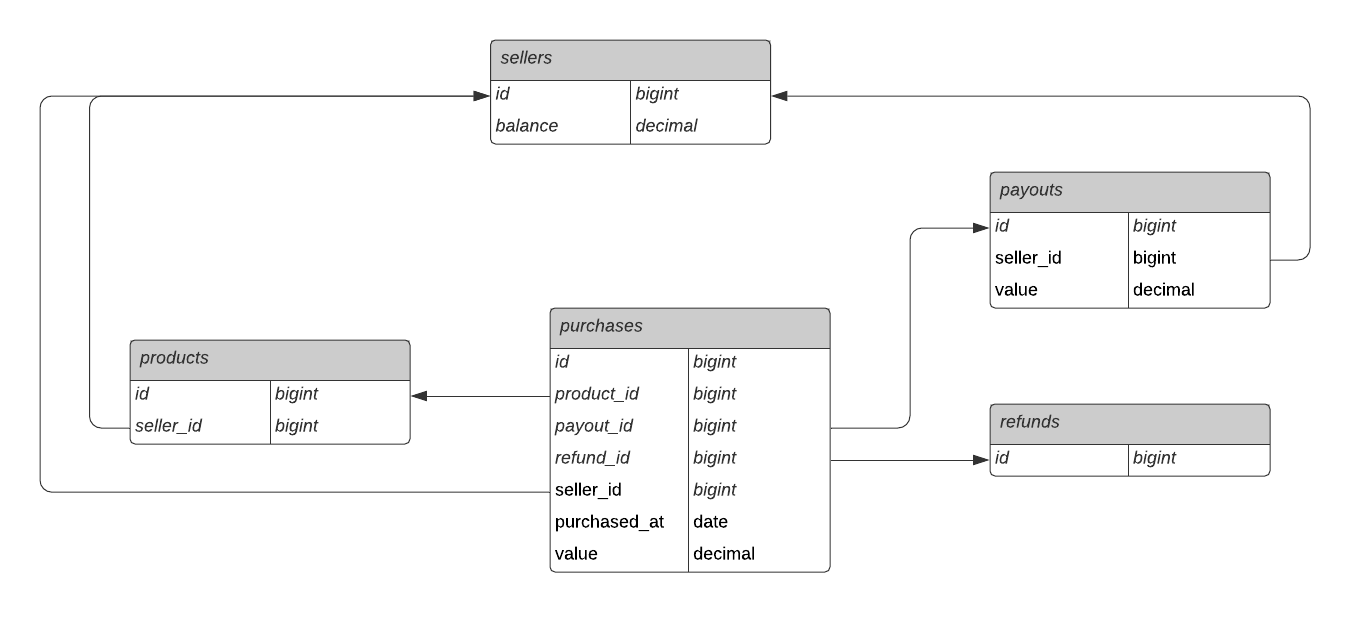 sellers
id bigint
balance decimal
payouts
id bigint
seller_id bigint
value decimal
purchases
id bigint
product_id bigint
payout_id bigint
refund_id bigint
seller_id bigint
purchased_at date
value decimal
products
id bigint
seller_id bigint
refunds
id bigint